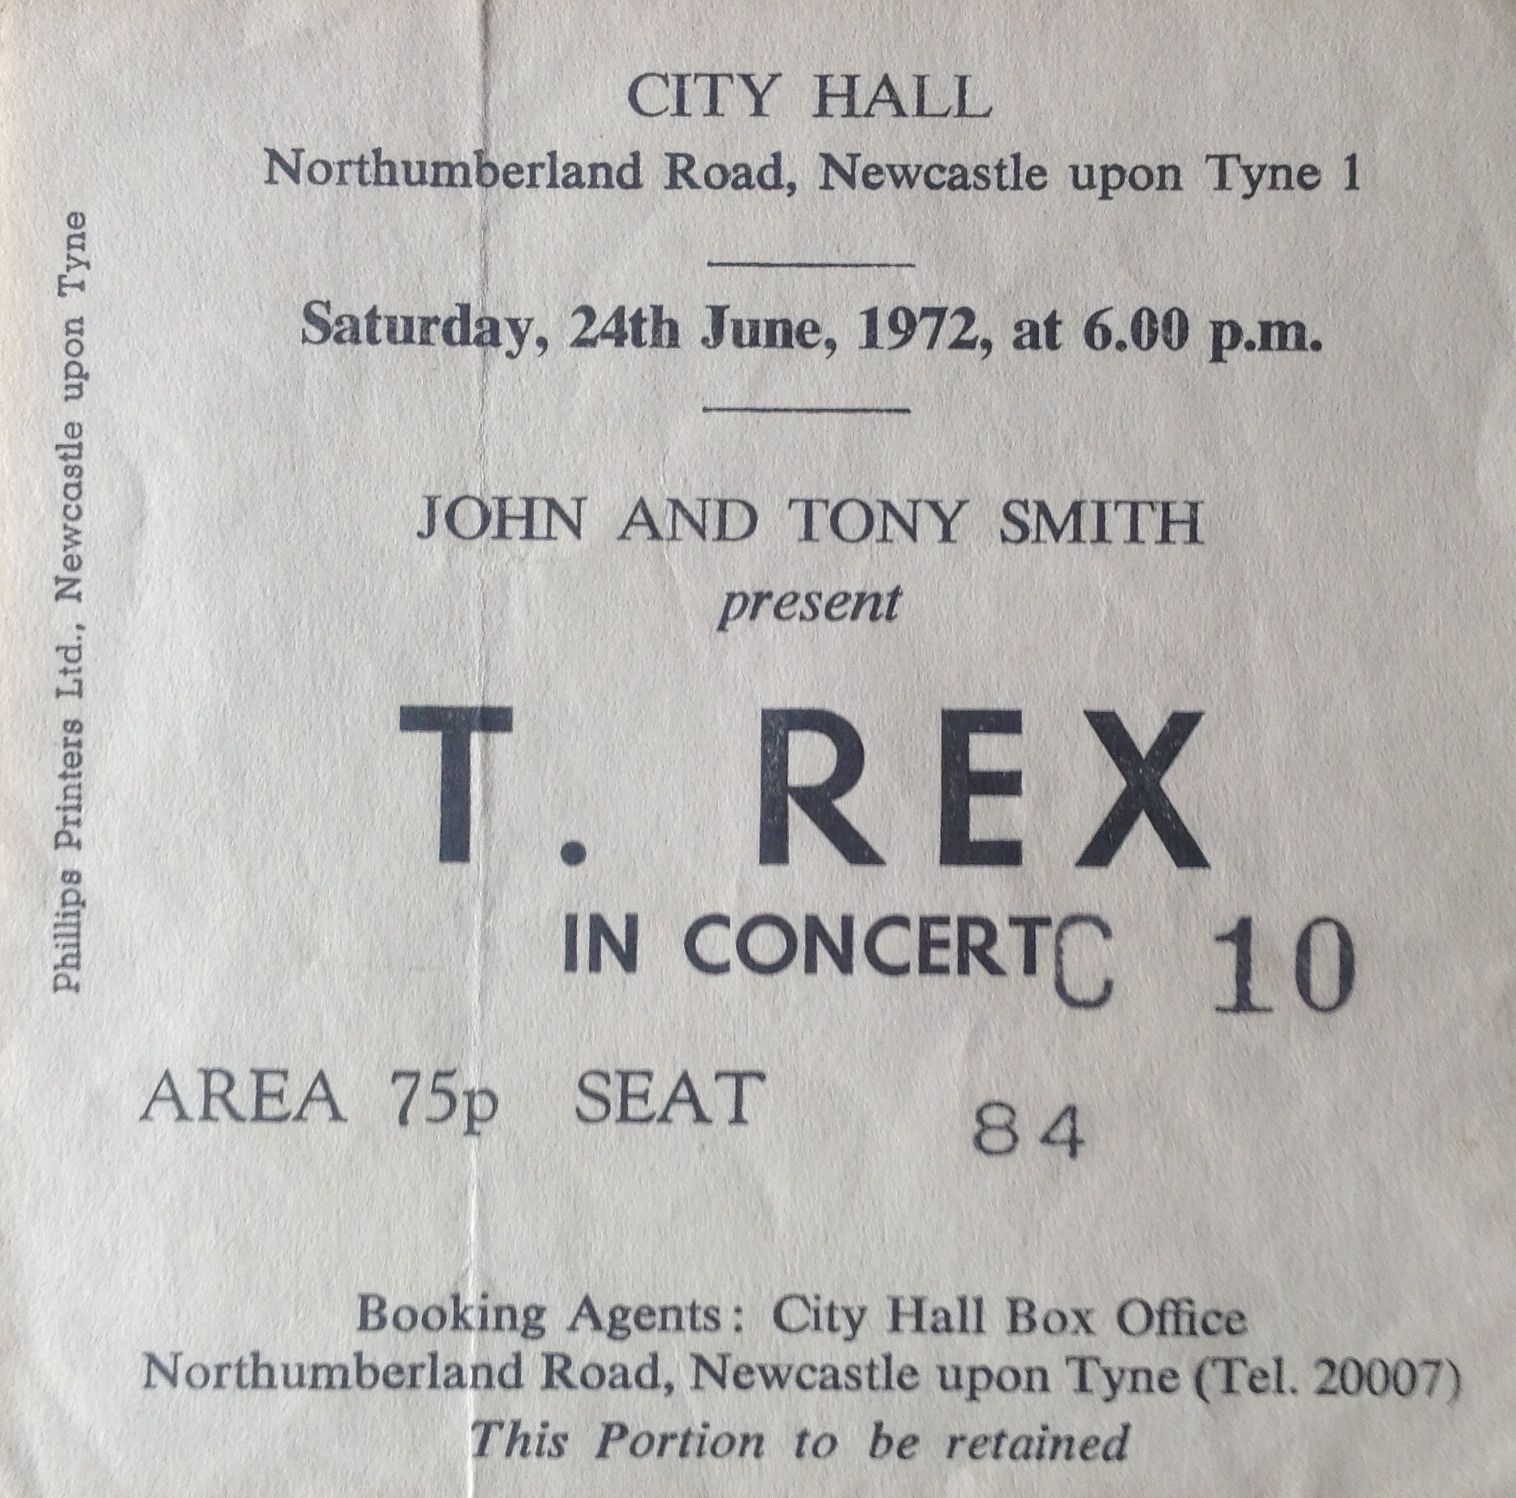 CITY HALL
Northumberland Road, Newcastle upon Tyne 1
Saturday, 24th June, 1972, at 6.00 p.m.
JOHN AND TONY SMITH
present
T. REX
IN CONCERT C 10
AREA 75p SEAT 84
Booking Agents: City Hall Box Office
Northumberland Road, Newcastle upon Tyne (Tel. 20007)
This Portion to be retained
Phillips Printers Ltd., Newcastle upon Tyne